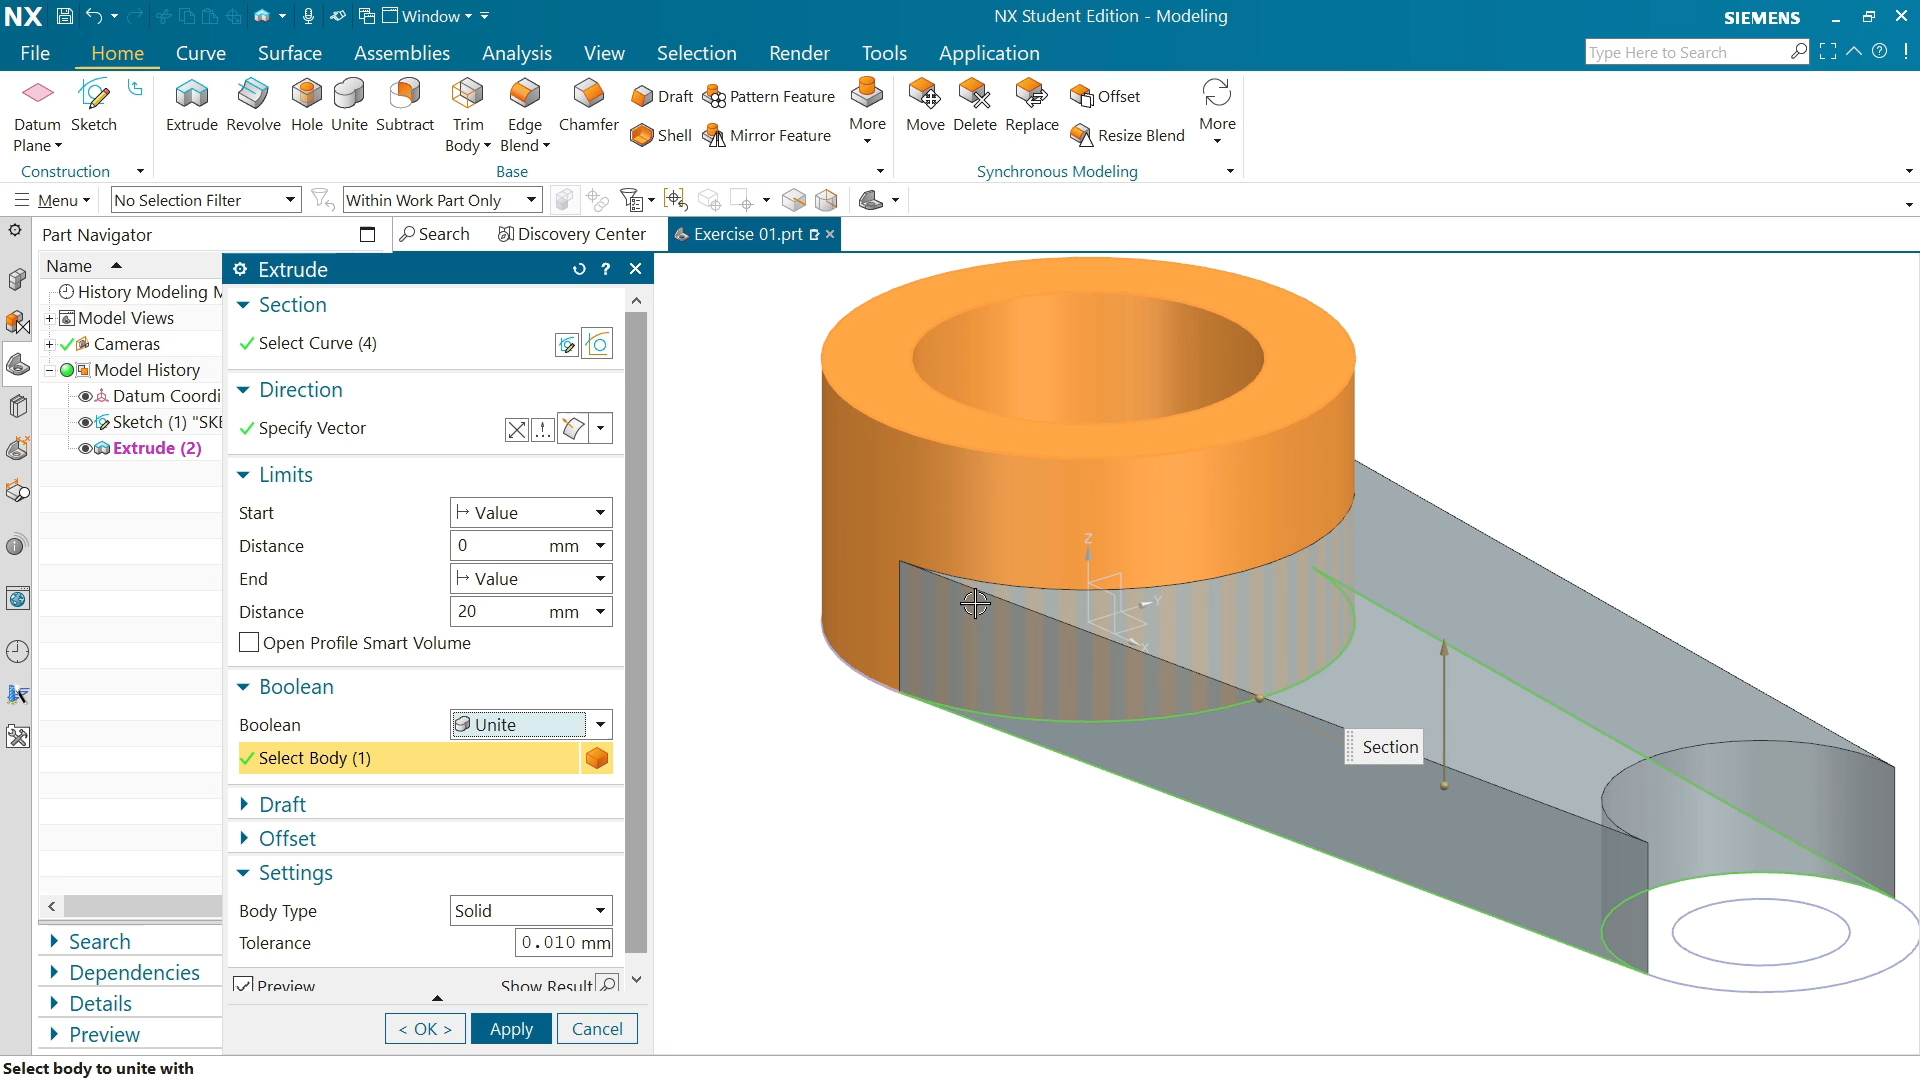 NX Window NX Student Edition - Modeling SIEMENS
File Home Curve Surface Assemblies Analysis View Selection Render Tools Application Type Here to Search
Datum Plane Sketch Extrude Revolve Hole Unite Subtract Trim Body Edge Blend Chamfer Draft Shell Pattern Feature Mirror Feature More Move Delete Replace Offset Resize Blend More
Construction Base Synchronous Modeling
Menu No Selection Filter Within Work Part Only
Part Navigator Search Discovery Center Exercise 01.prt
Name
History Modeling M
Model Views
Cameras
Model History
Datum Coordi
Sketch (1) "SKE
Extrude (2)
Search
Dependencies
Details
Preview
Extrude
Section
Select Curve (4)
Direction
Specify Vector
Limits
Start Value
Distance 0 mm
End Value
Distance 20 mm
Open Profile Smart Volume
Boolean
Boolean Unite
Select Body (1)
Draft
Offset
Settings
Body Type Solid
Tolerance 0.010 mm
Preview Show Result
< OK > Apply Cancel
Z
Y
X
Section
Select body to unite with